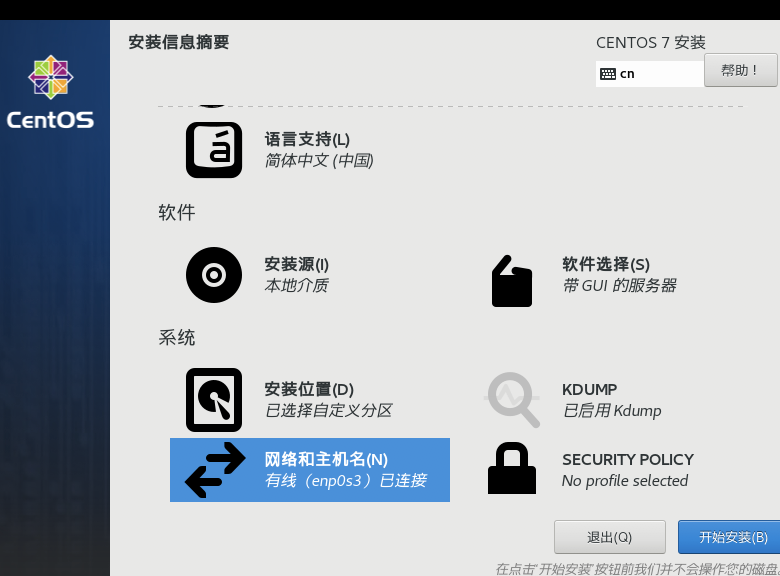 安装信息摘要
CENTOS 7 安装
cn
帮助！
CentOS
语言支持(L)
简体中文 (中国)
软件
安装源(I)
本地介质
软件选择(S)
带 GUI 的服务器
系统
安装位置(D)
已选择自定义分区
KDUMP
已启用 Kdump
网络和主机名(N)
有线（enp0s3）已连接
SECURITY POLICY
No profile selected
退出(Q)
开始安装(B)
在点击'开始安装'按钮前我们并不会操作您的磁盘